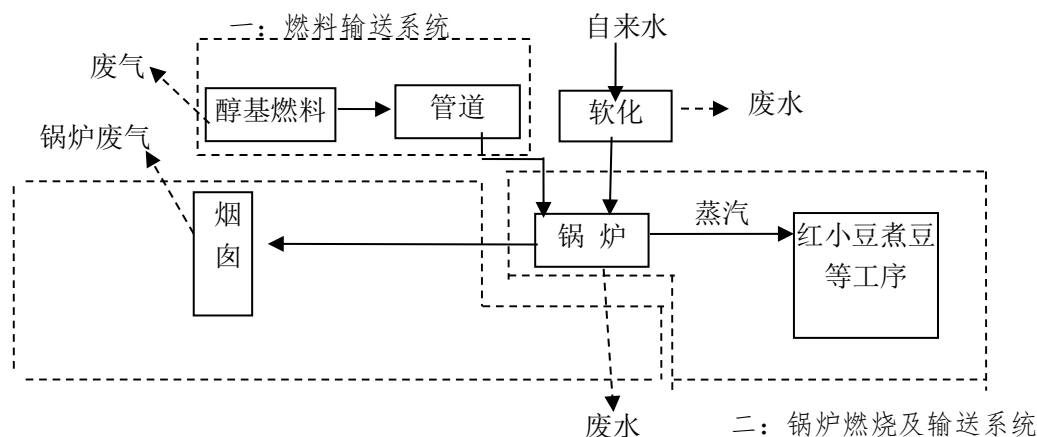 一：燃料输送系统
自来水
废气
醇基燃料
管道
软化
废水
锅炉废气
烟
囱
锅 炉
蒸汽
红小豆煮豆
等工序
废水
二：锅炉燃烧及输送系统